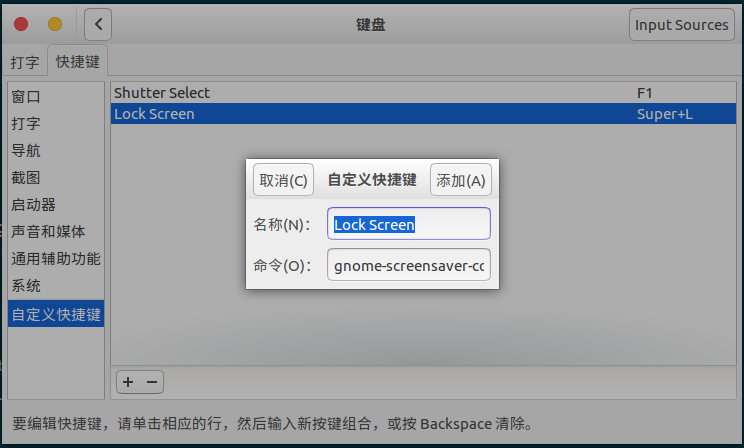 键盘
Input Sources
打字 快捷键
窗口
打字
导航
截图
启动器
声音和媒体
通用辅助功能
系统
自定义快捷键
Shutter Select F1
Lock Screen Super+L
取消(C) 自定义快捷键 添加(A)
名称(N): Lock Screen
命令(O): gnome-screensaver-co
+ −
要编辑快捷键，请单击相应的行，然后输入新按键组合，或按 Backspace 清除。